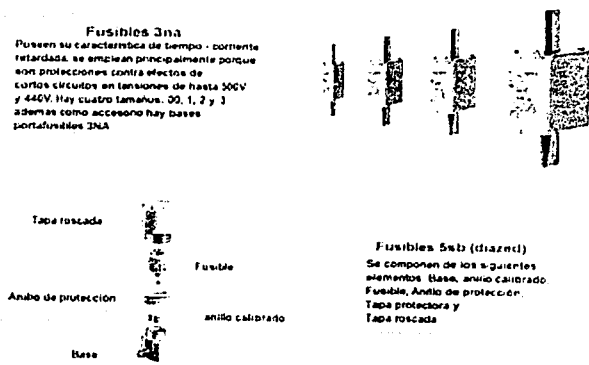 Fusibles 3na
Poseen su característica de tiempo - corriente
retardada, se emplean principalmente porque
son protecciones contra efectos de
cortos circuitos en tensiones de hasta 500V
y 440V. Hay cuatro tamaños. 00, 1, 2 y 3
ademas como accesorio hay bases
portafusibles 3NA
Tapa roscada
Fusible
Anillo de protección
anillo calibrado
Base
Fusibles 5sb (diazed)
Se componen de los siguientes
elementos. Base, anillo calibrado,
Fusible, Anillo de protección,
Tapa protectora y
Tapa roscada